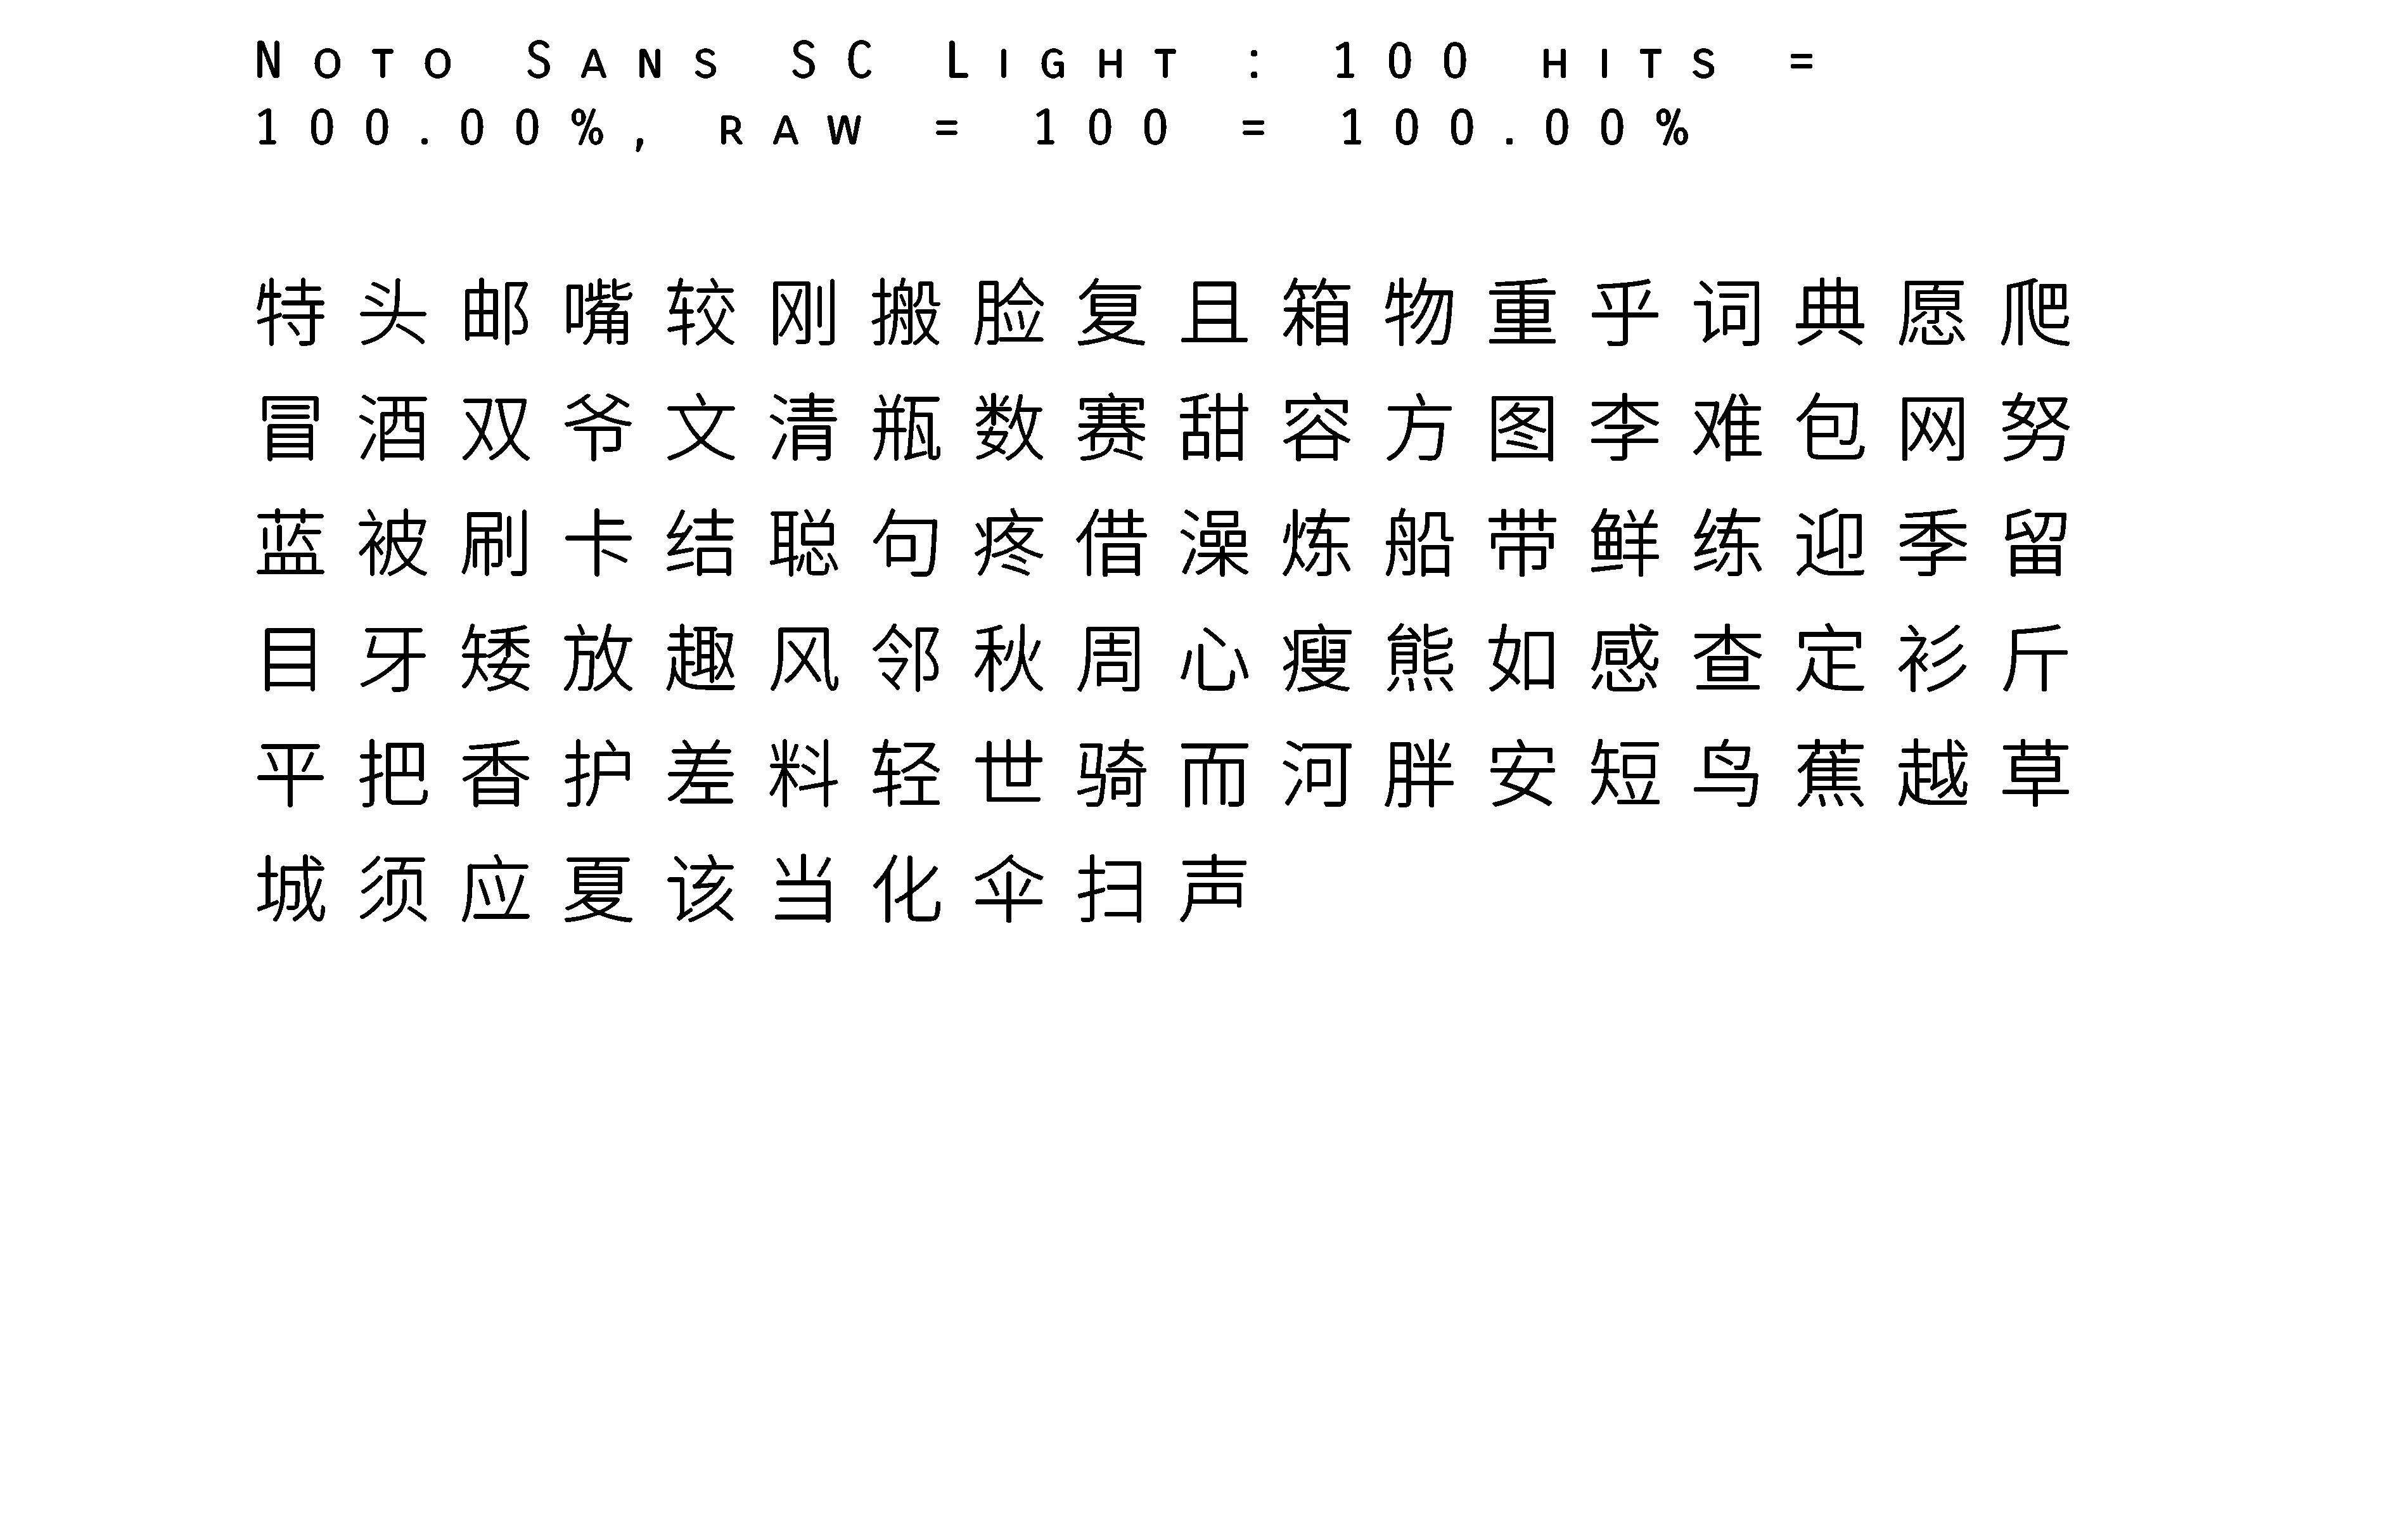 Noto Sans SC Light : 100 hits =
100.00%, raw = 100 = 100.00%
特头邮嘴较刚搬脸复且箱物重乎词典愿爬
冒酒双爷文清瓶数赛甜容方图李难包网努
蓝被刷卡结聪句疼借澡炼船带鲜练迎季留
目牙矮放趣风邻秋周心瘦熊如感查定衫斤
平把香护差料轻世骑而河胖安短鸟蕉越草
城须应夏该当化伞扫声